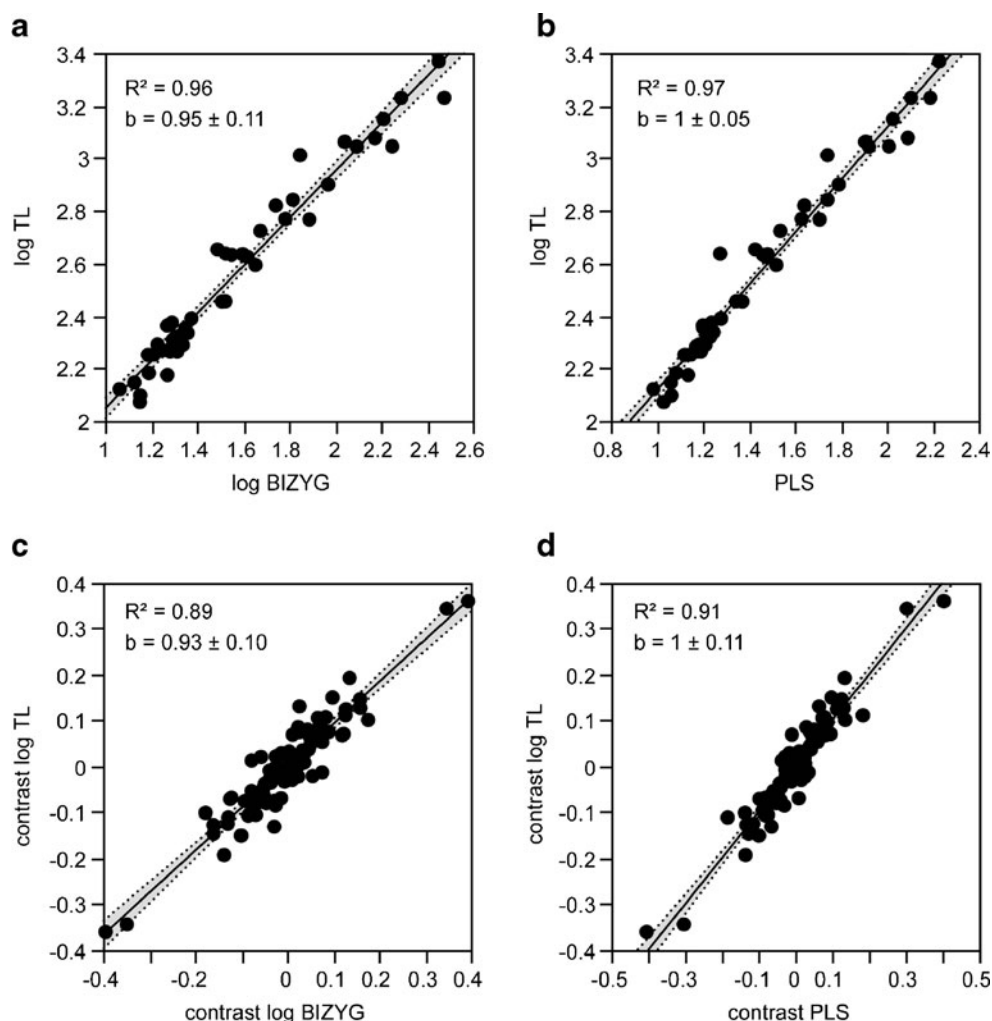 a
R² = 0.96
b = 0.95 ± 0.11
3.4
3.2
3
2.8
2.6
2.4
2.2
2
log TL
1 1.2 1.4 1.6 1.8 2 2.2 2.4 2.6
log BIZYG
b
R² = 0.97
b = 1 ± 0.05
3.4
3.2
3
2.8
2.6
2.4
2.2
2
log TL
0.8 1 1.2 1.4 1.6 1.8 2 2.2 2.4
PLS
c
R² = 0.89
b = 0.93 ± 0.10
0.4
0.3
0.2
0.1
0
-0.1
-0.2
-0.3
-0.4
contrast log TL
-0.4 -0.2 0 0.2 0.4
contrast log BIZYG
d
R² = 0.91
b = 1 ± 0.11
0.4
0.3
0.2
0.1
0
-0.1
-0.2
-0.3
-0.4
contrast log TL
-0.5 -0.3 -0.1 0 0.1 0.3 0.5
contrast PLS